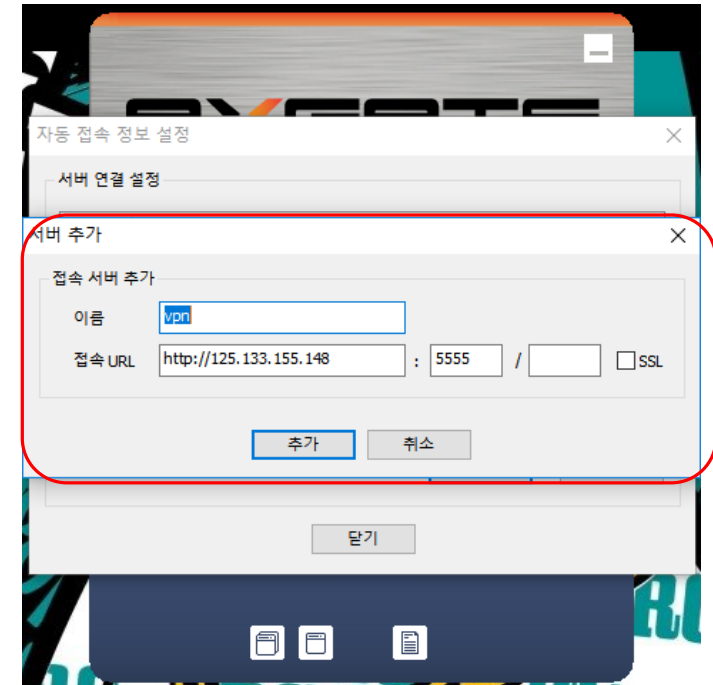 자동 접속 정보 설정
서버 연결 설정
서버 추가
접속 서버 추가
이름 vpn
접속 URL http://125.133.155.148 : 5555 / SSL
추가 취소
닫기